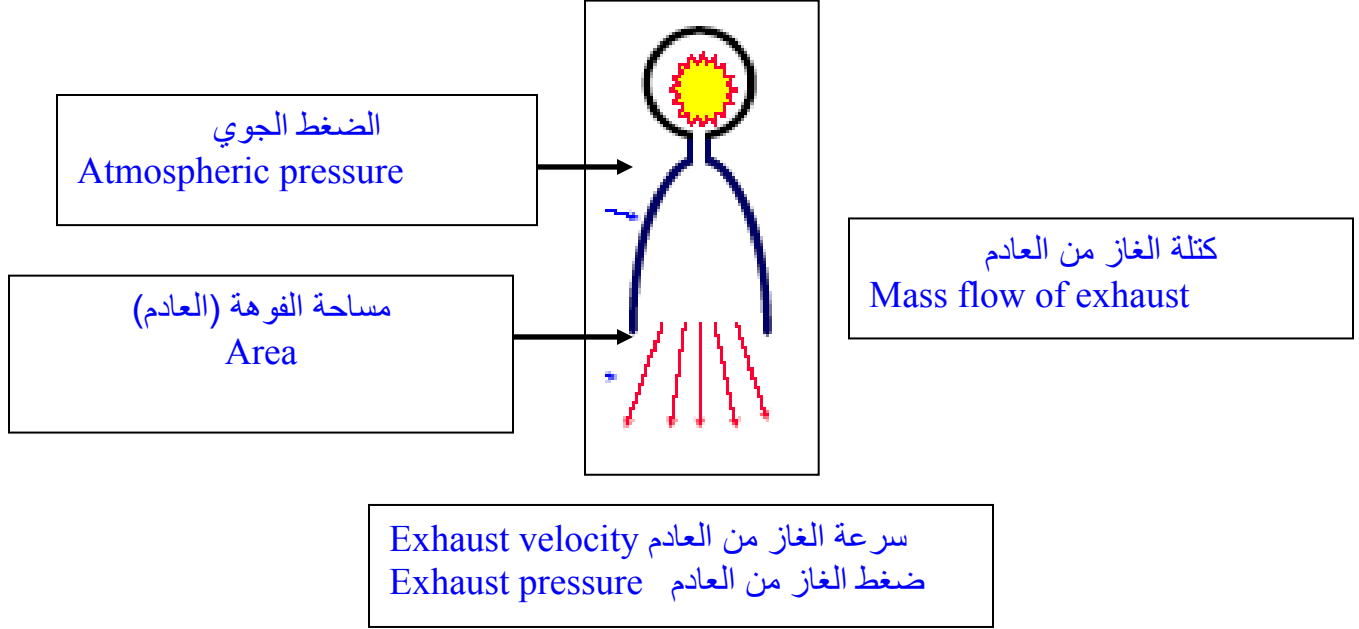 الضغط الجوي
Atmospheric pressure
مساحة الفوهة (العادم)
Area
كتلة الغاز من العادم
Mass flow of exhaust
Exhaust velocity سرعة الغاز من العادم
Exhaust pressure ضغط الغاز من العادم